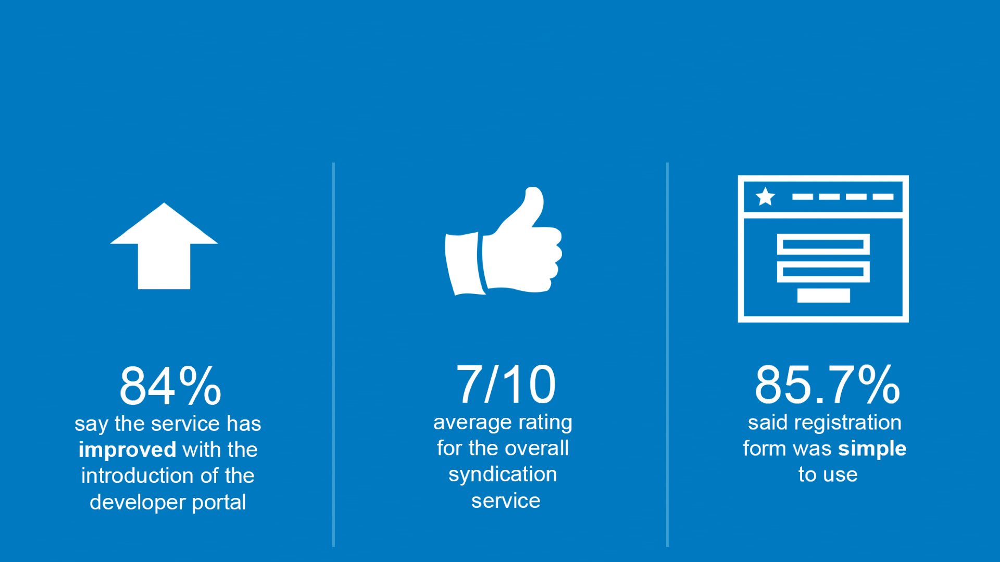 84%
say the service has
improved with the
introduction of the
developer portal
7/10
average rating
for the overall
syndication
service
85.7%
said registration
form was simple
to use